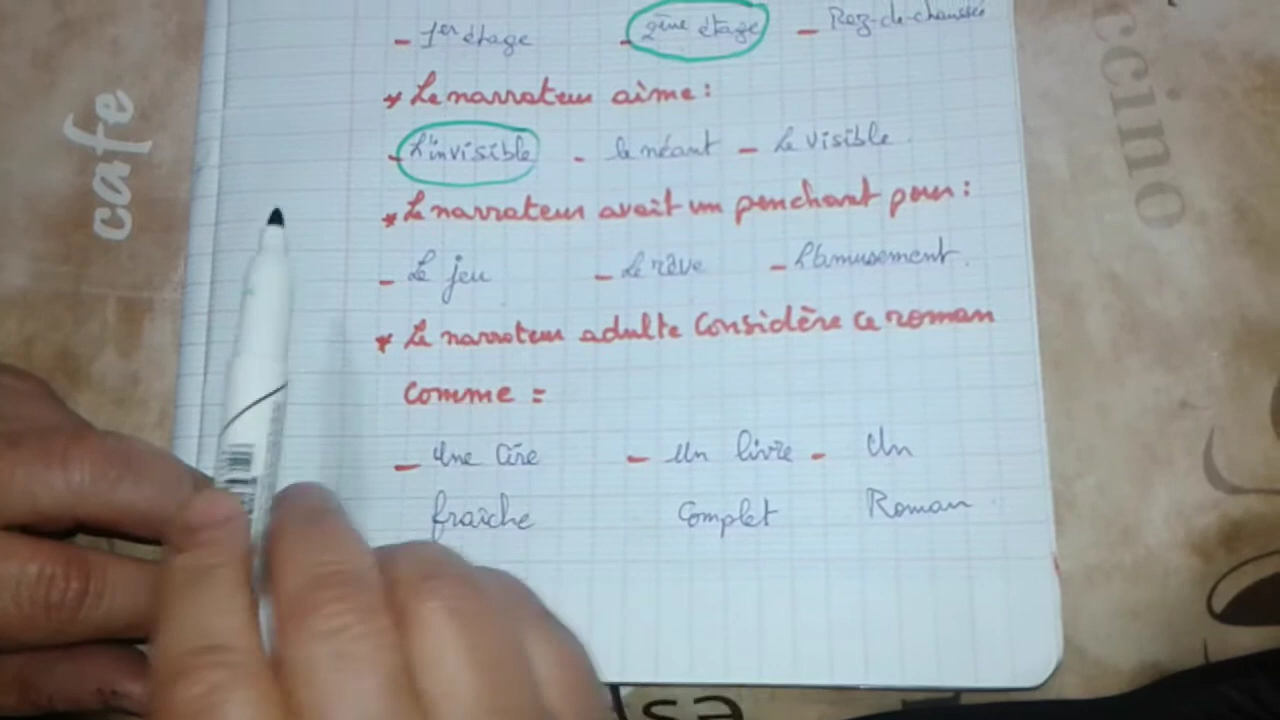 - 1er étage - 2ème étage - Rez-de-chaussée
* Le narrateur aime :
- L'invisible - le néant - Le visible.
* Le narrateur avait un penchant pour :
- Le jeu - Le rêve - L'amusement.
* Le narrateur adulte Considère ce roman
Comme =
- Une Cire - Un livre - Un
fraîche Complet Roman.
cafe
ccino